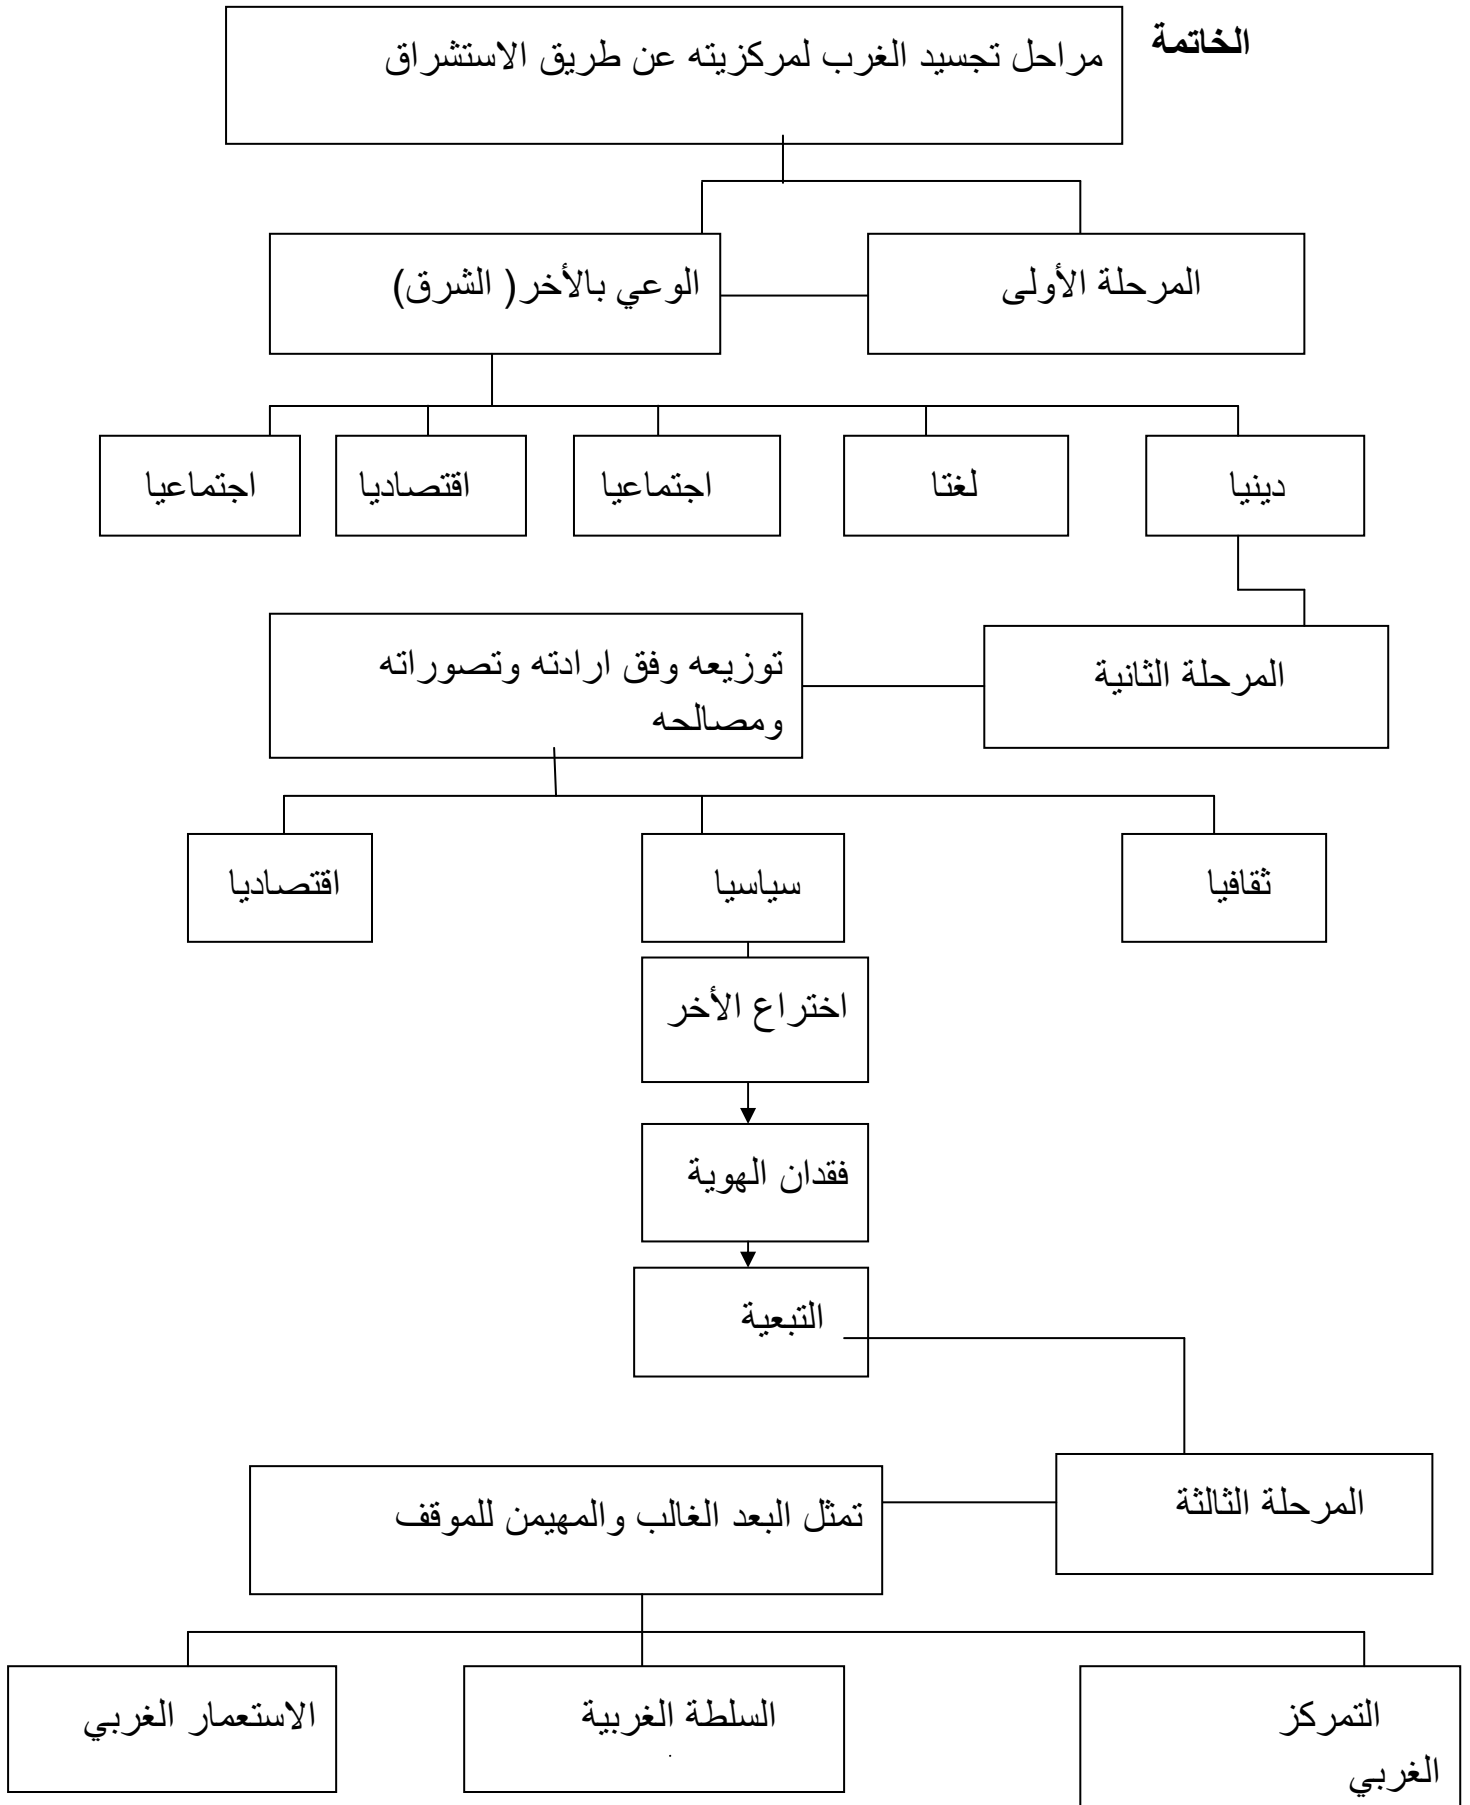 الخاتمة
مراحل تجسيد الغرب لمركزيته عن طريق الاستشراق
المرحلة الأولى
الوعي بالأخر( الشرق)
دينيا
لغتا
اجتماعيا
اقتصاديا
اجتماعيا
المرحلة الثانية
توزيعه وفق ارادته وتصوراته
ومصالحه
ثقافيا
سياسيا
اقتصاديا
اختراع الأخر
فقدان الهوية
التبعية
المرحلة الثالثة
تمثل البعد الغالب والمهيمن للموقف
التمركز
الغربي
السلطة الغربية
.
الاستعمار الغربي